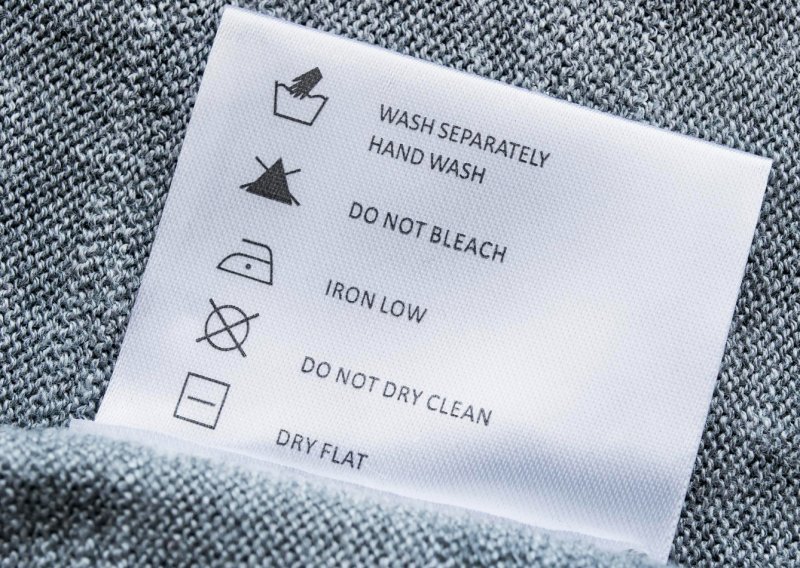 WASH SEPARATELY
HAND WASH
DO NOT BLEACH
IRON LOW
DO NOT DRY CLEAN
DRY FLAT